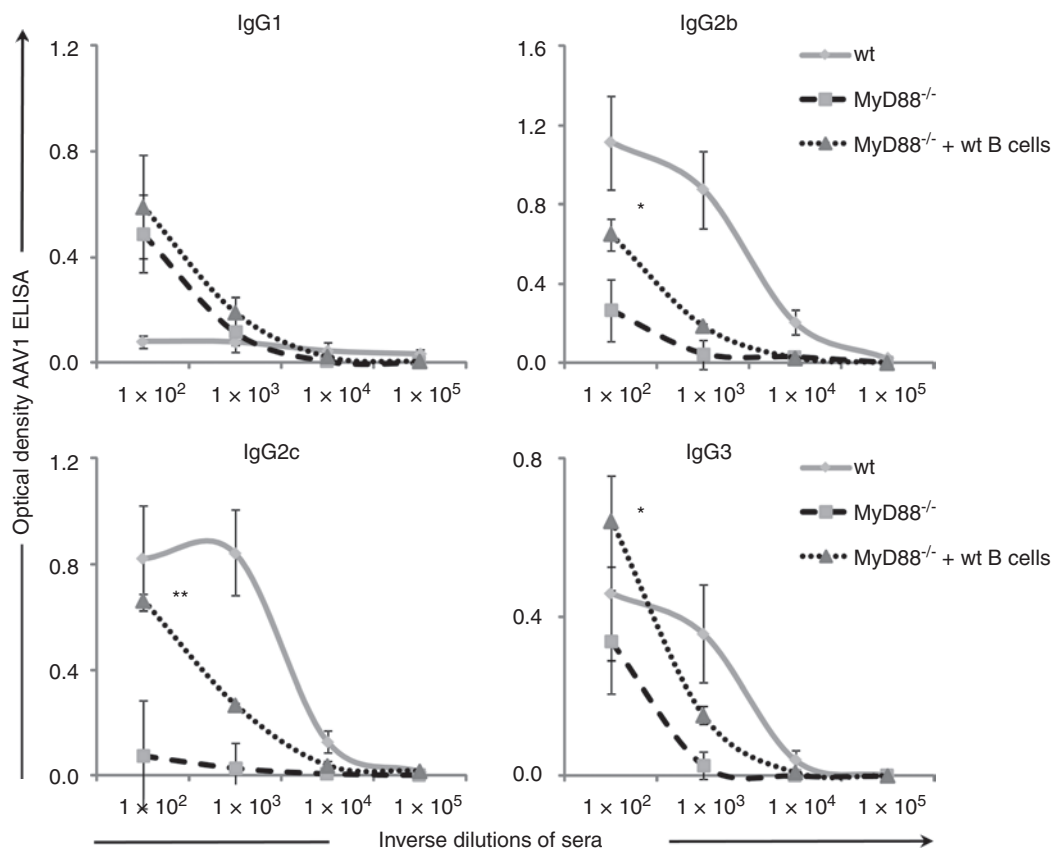 Optical density AAV1 ELISA
IgG1
1.2
0.8
0.4
0.0
1 × 10² 1 × 10³ 1 × 10⁴ 1 × 10⁵
IgG2b
1.6
1.2
0.8
0.4
0.0
*
1 × 10² 1 × 10³ 1 × 10⁴ 1 × 10⁵
wt
MyD88⁻/⁻
MyD88⁻/⁻ + wt B cells
IgG2c
1.2
0.8
0.4
0.0
**
1 × 10² 1 × 10³ 1 × 10⁴ 1 × 10⁵
IgG3
0.8
0.4
0.0
*
1 × 10² 1 × 10³ 1 × 10⁴ 1 × 10⁵
wt
MyD88⁻/⁻
MyD88⁻/⁻ + wt B cells
Inverse dilutions of sera